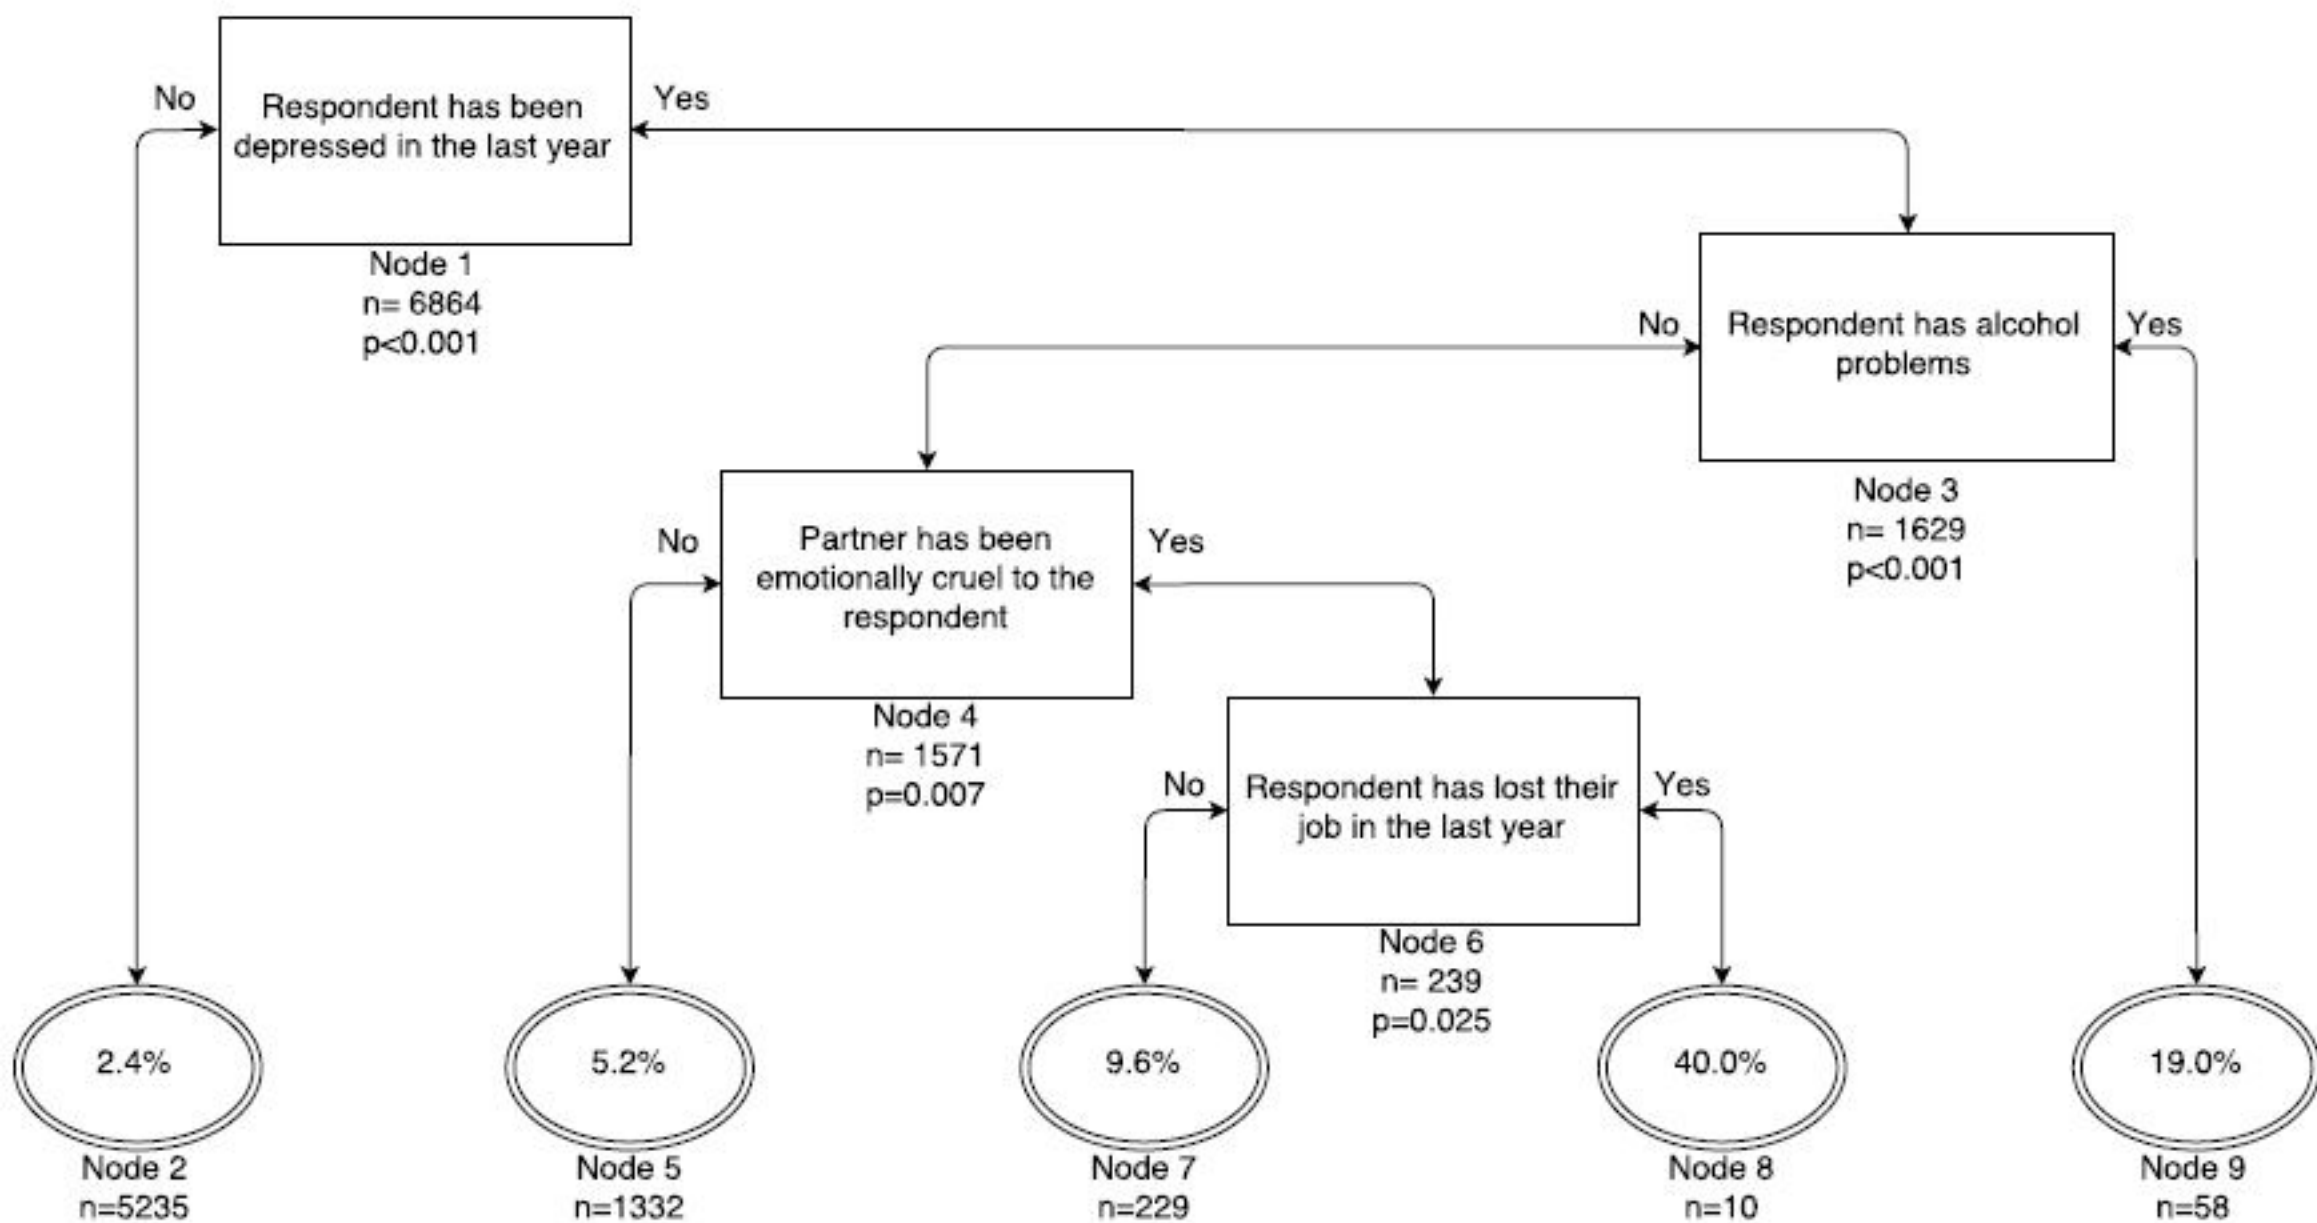 No
Respondent has been
depressed in the last year
Yes
Node 1
n= 6864
p<0.001
No
Respondent has alcohol
problems
Yes
Node 3
n= 1629
p<0.001
No
Partner has been
emotionally cruel to the
respondent
Yes
Node 4
n= 1571
p=0.007
No
Respondent has lost their
job in the last year
Yes
Node 6
n= 239
p=0.025
2.4%
Node 2
n=5235
5.2%
Node 5
n=1332
9.6%
Node 7
n=229
40.0%
Node 8
n=10
19.0%
Node 9
n=58